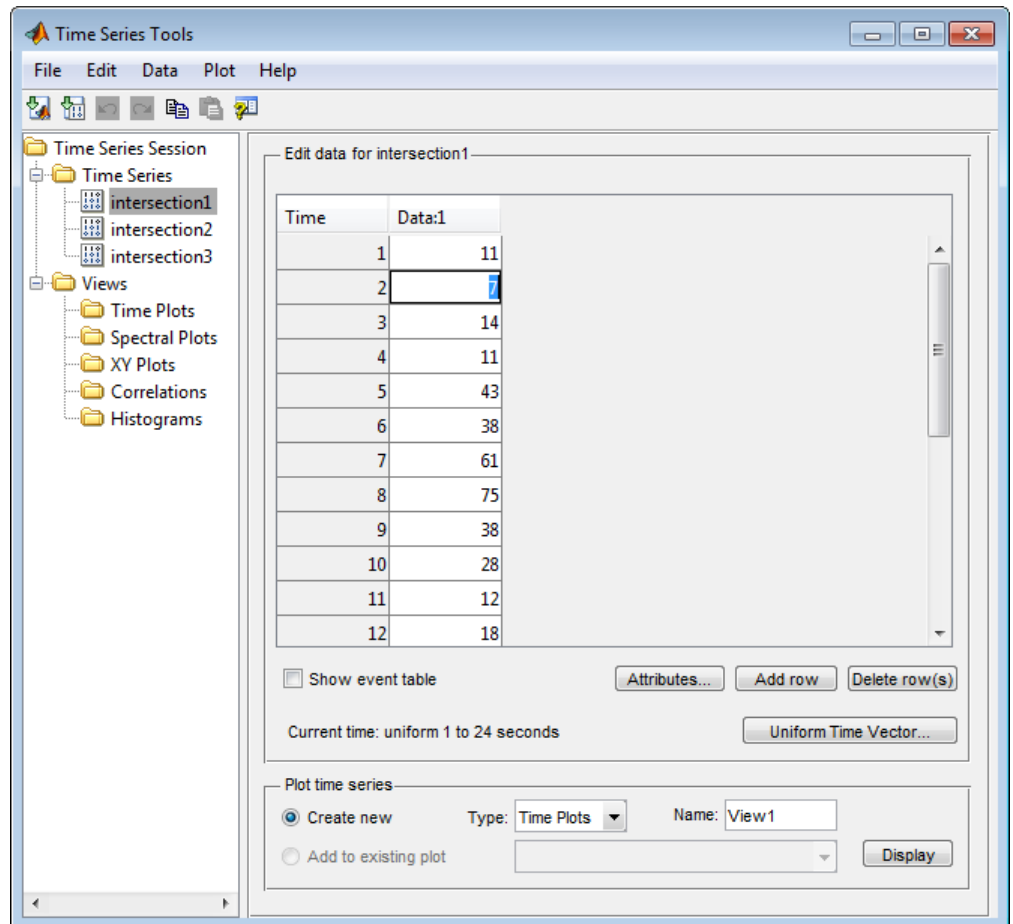 Time Series Tools
File Edit Data Plot Help
Time Series Session
Time Series
intersection1
intersection2
intersection3
Views
Time Plots
Spectral Plots
XY Plots
Correlations
Histograms
Edit data for intersection1
Time Data:1
1 11
2 7
3 14
4 11
5 43
6 38
7 61
8 75
9 38
10 28
11 12
12 18
Show event table Attributes... Add row Delete row(s)
Current time: uniform 1 to 24 seconds Uniform Time Vector...
Plot time series
Create new Type: Time Plots Name: View1
Add to existing plot Display